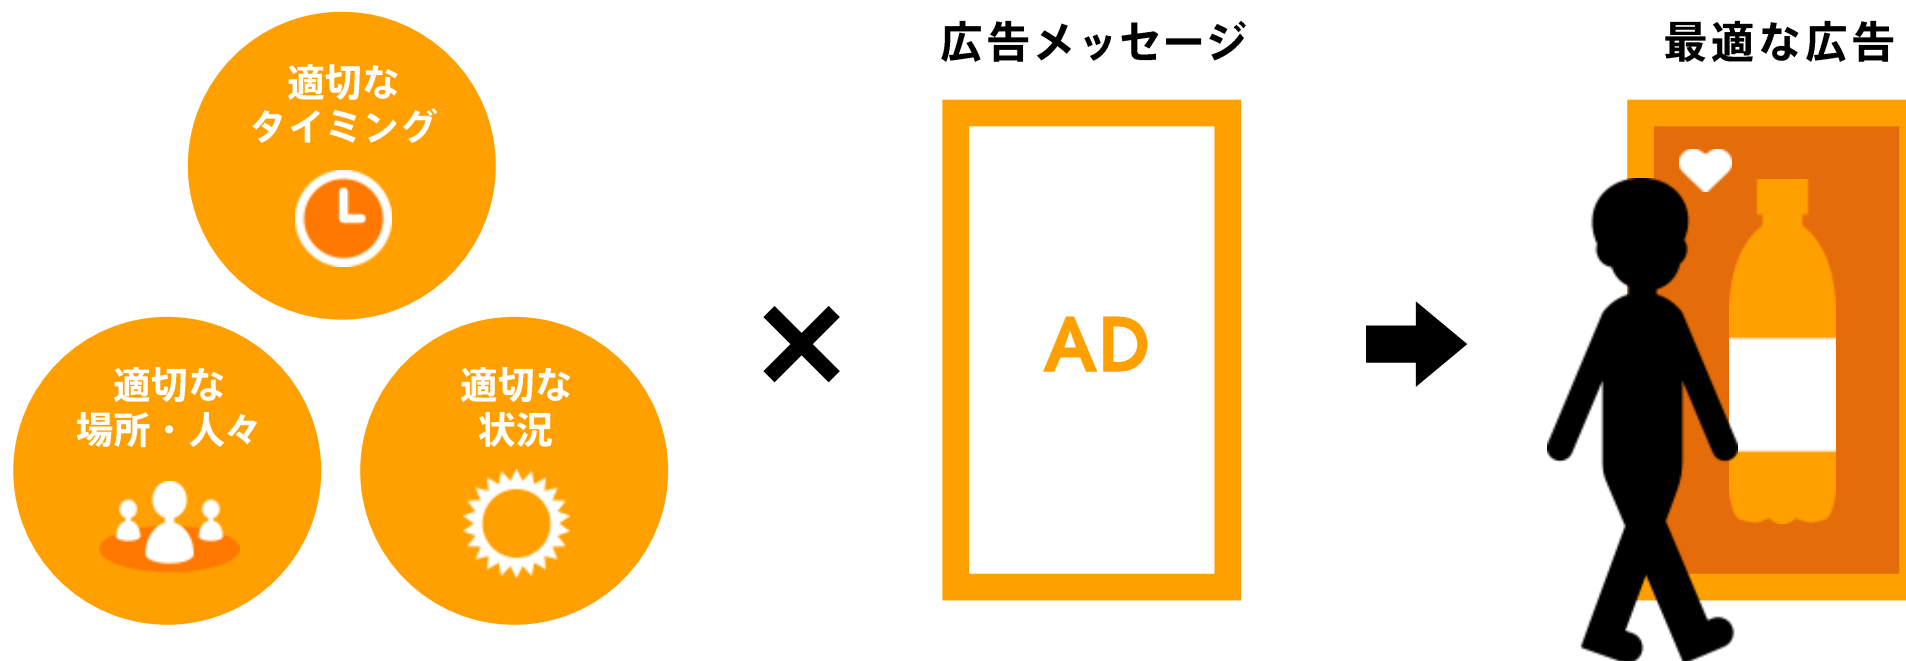 適切な
タイミング
適切な
場所・人々
適切な
状況
広告メッセージ
AD
最適な広告